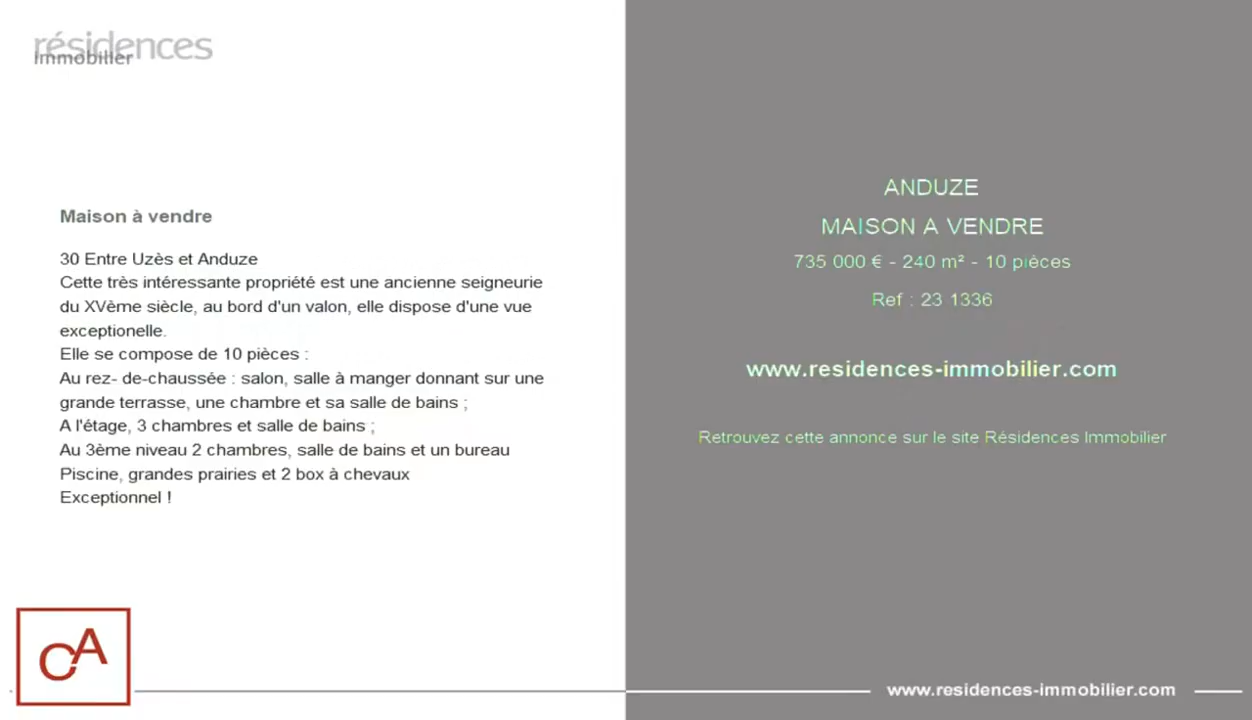 résidences
immobilier
Maison à vendre
30 Entre Uzès et Anduze
Cette très intéressante propriété est une ancienne seigneurie
du XVème siècle, au bord d'un valon, elle dispose d'une vue
exceptionelle.
Elle se compose de 10 pièces :
Au rez- de-chaussée : salon, salle à manger donnant sur une
grande terrasse, une chambre et sa salle de bains ;
A l'étage, 3 chambres et salle de bains ;
Au 3ème niveau 2 chambres, salle de bains et un bureau
Piscine, grandes prairies et 2 box à chevaux
Exceptionnel !
CA
ANDUZE
MAISON A VENDRE
735 000 € - 240 m² - 10 pièces
Ref : 23 1336
www.residences-immobilier.com
Retrouvez cette annonce sur le site Résidences Immobilier
www.residences-immobilier.com